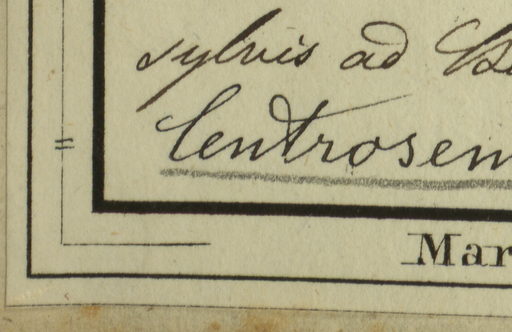 sylvis ad
Centrosem
Mar